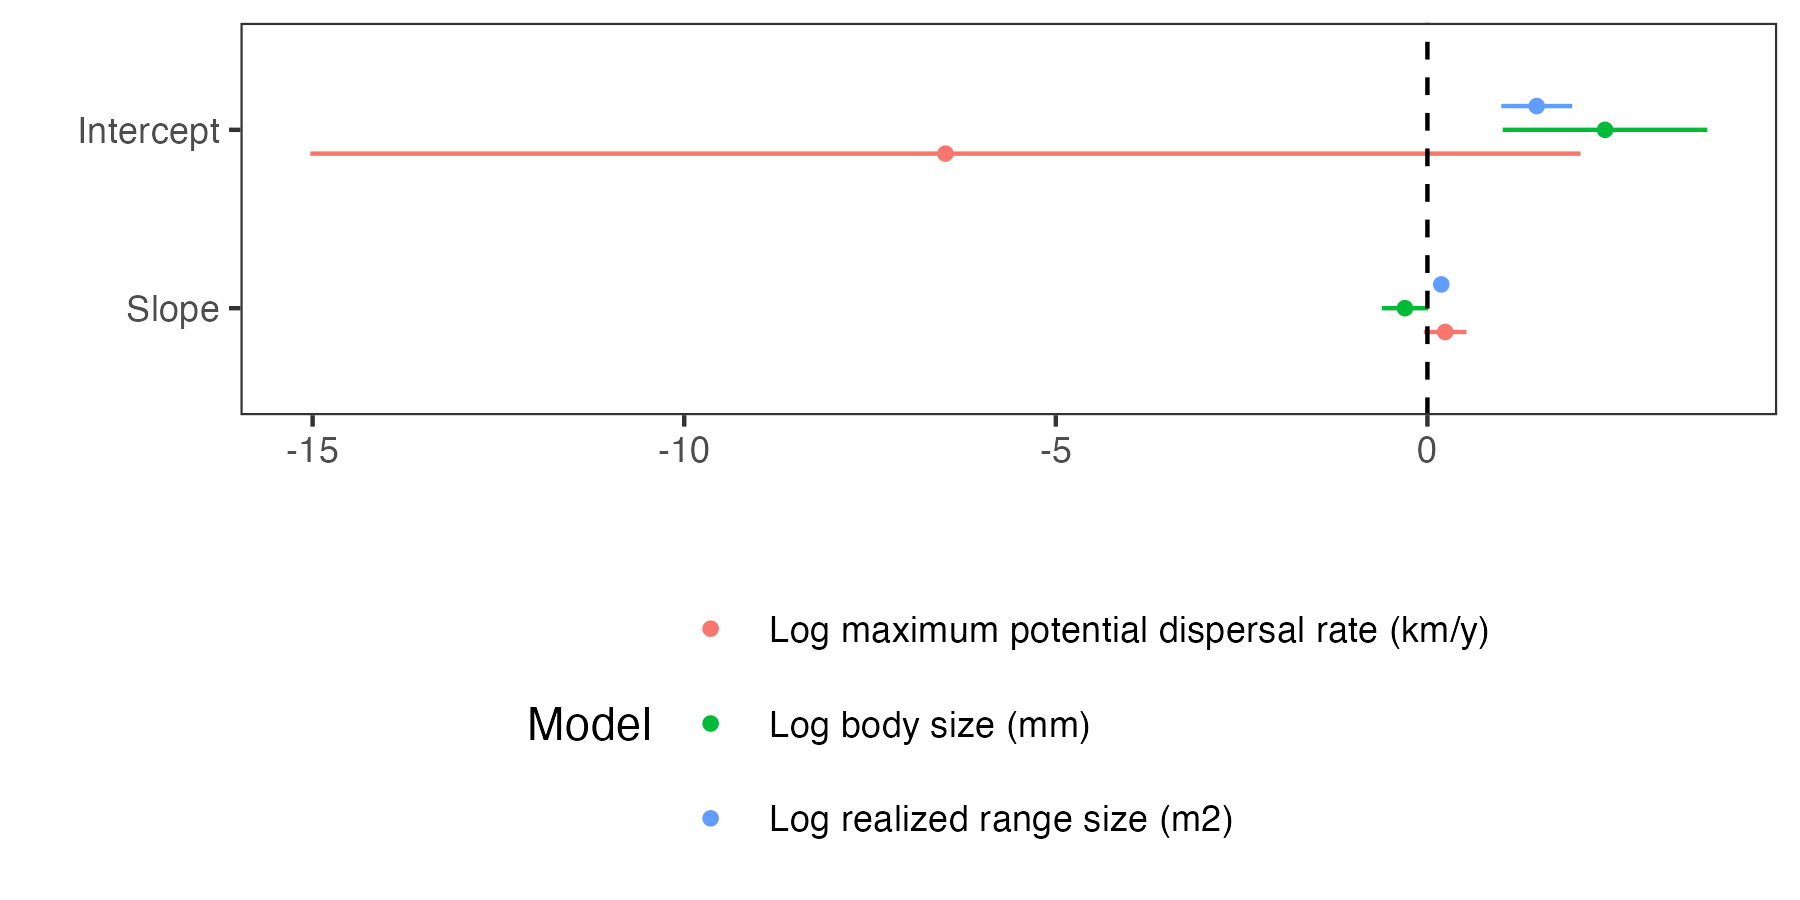 Intercept
Slope
-15 -10 -5 0
Log maximum potential dispersal rate (km/y)
Model
Log body size (mm)
Log realized range size (m2)